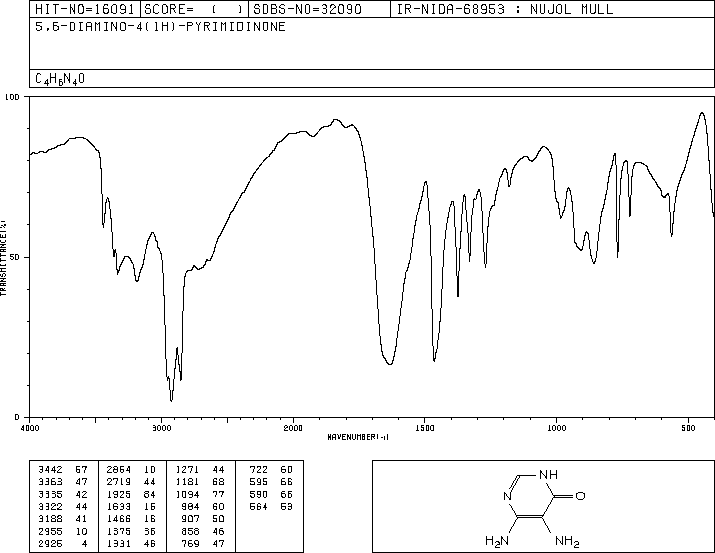 HIT-NO=16091 SCORE= ( ) SDBS-NO=32090 IR-NIDA-68953 : NUJOL MULL
5,6-DIAMINO-4(1H)-PYRIMIDINONE
C4H6N4O
100
50
0
TRANSMITTANCE(%)
4000 3000 2000 1500 1000 500
WAVENUMBER(-1)
3442 57 2854 10 1271 44 722 60
3363 47 2719 44 1181 68 595 66
3335 42 1925 84 1094 77 590 66
3322 44 1633 16 984 60 564 53
3188 41 1466 16 907 50
2955 10 1375 36 858 46
2925 4 1331 46 769 47
NH
N
O
H2N
NH2